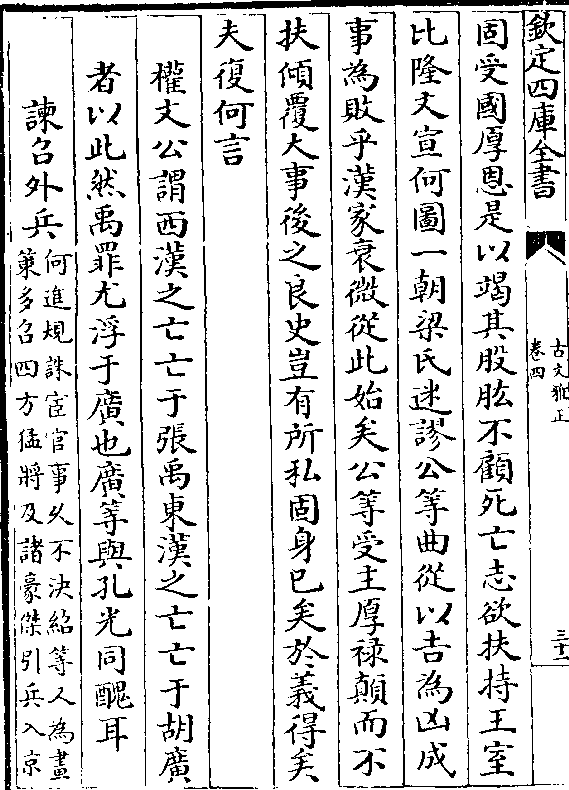 欽定四庫全書
古文雅正
卷四
三十二
固受國厚恩是以竭其股肱不顧死亡志欲扶持王室
比隆文宣何圖一朝梁氏迷謬公等曲從以吉為凶成
事為敗乎漢家衰微從此始矣公等受主厚禄顛而不
扶傾覆大事後之良史豈有所私固身已矣於義得矣
夫復何言
權文公謂西漢之亡亡于張禹東漢之亡亡于胡廣
者以此然禹罪尤浮于廣也廣等與孔光同醜耳
諫召外兵
何進規誅宦官事乆不決紹等人為畫
䇿多召四方猛將及諸豪傑引兵入京